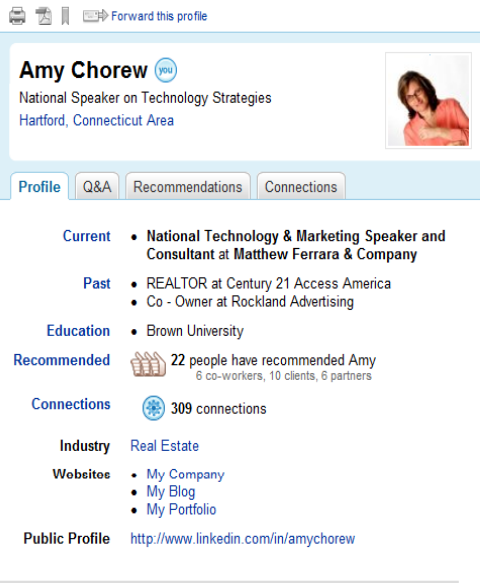 Forward this profile
Amy Chorew you
National Speaker on Technology Strategies
Hartford, Connecticut Area
Profile Q&A Recommendations Connections
Current • National Technology & Marketing Speaker and
Consultant at Matthew Ferrara & Company
Past • REALTOR at Century 21 Access America
• Co - Owner at Rockland Advertising
Education • Brown University
Recommended 22 people have recommended Amy
6 co-workers, 10 clients, 6 partners
Connections 309 connections
Industry Real Estate
Websites • My Company
• My Blog
• My Portfolio
Public Profile http://www.linkedin.com/in/amychorew